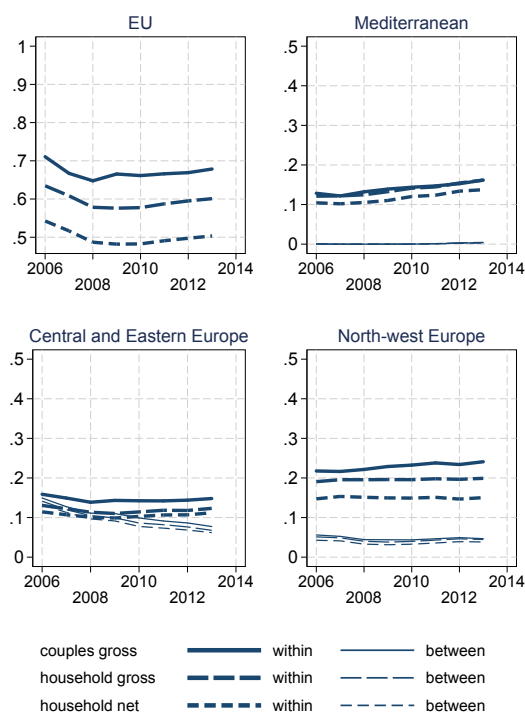 EU
Mediterranean
1
.9
.8
.7
.6
.5
.5
.4
.3
.2
.1
0
2006 2010 2014
2008 2012
2006 2010 2014
2008 2012
Central and Eastern Europe
North-west Europe
.5
.4
.3
.2
.1
0
.5
.4
.3
.2
.1
0
2006 2010 2014
2008 2012
2006 2010 2014
2008 2012
couples gross within between
household gross within between
household net within between